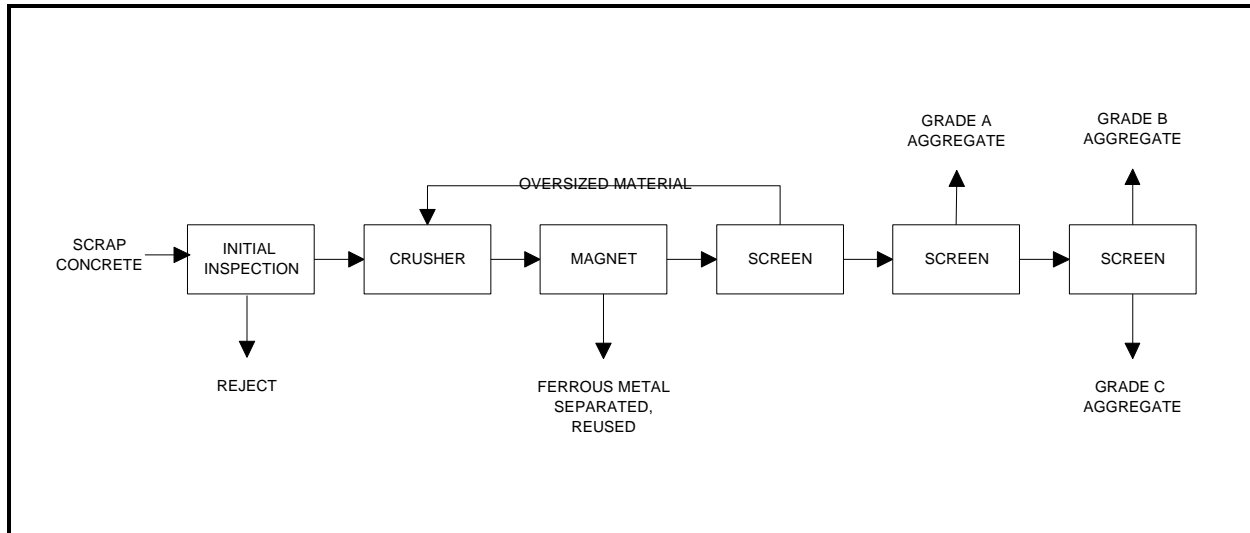 GRADE A
AGGREGATE
GRADE B
AGGREGATE
OVERSIZED MATERIAL
SCRAP
CONCRETE
INITIAL
INSPECTION
CRUSHER
MAGNET
SCREEN
SCREEN
SCREEN
REJECT
FERROUS METAL
SEPARATED,
REUSED
GRADE C
AGGREGATE